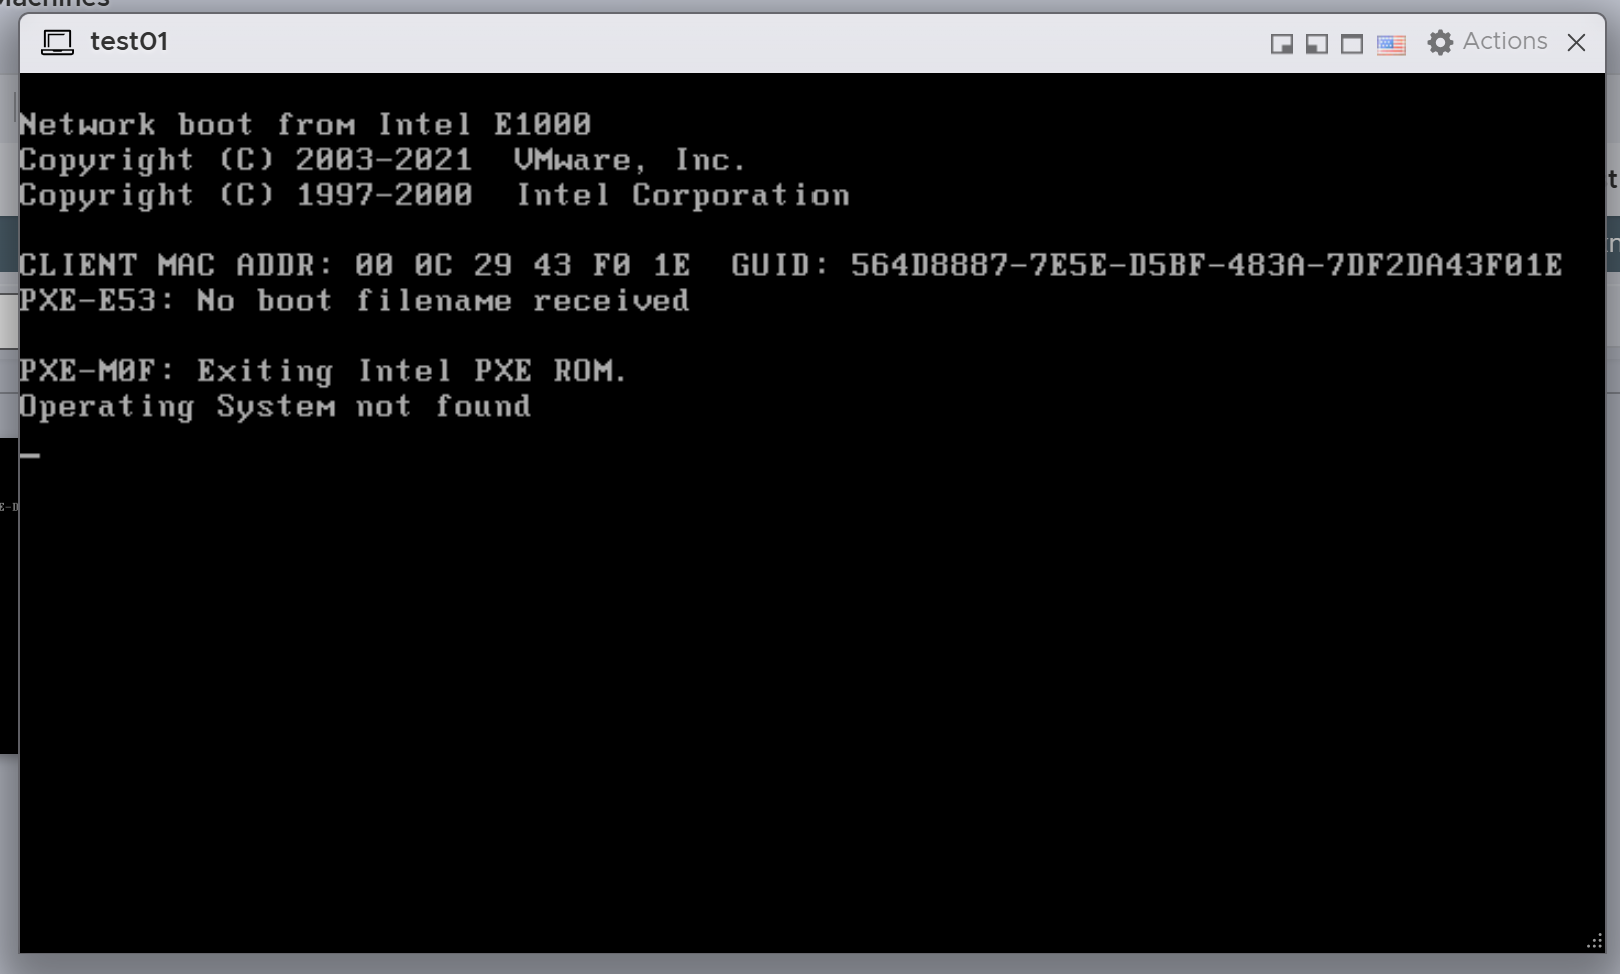 test01
Actions
Network boot from Intel E1000
Copyright (C) 2003-2021  VMware, Inc.
Copyright (C) 1997-2000  Intel Corporation
CLIENT MAC ADDR: 00 0C 29 43 F0 1E  GUID: 564D8887-7E5E-D5BF-483A-7DF2DA43F01E
PXE-E53: No boot filename received
PXE-M0F: Exiting Intel PXE ROM.
Operating System not found